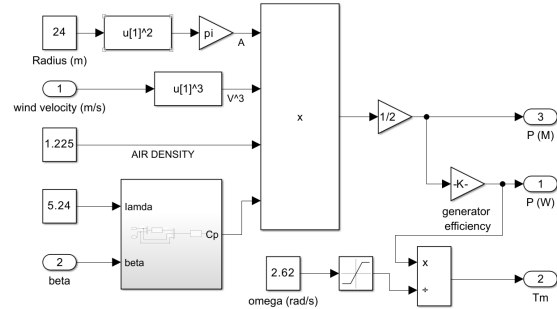 24
Radius (m)
u[1]^2
pi
A
1
wind velocity (m/s)
u[1]^3
V^3
1.225
AIR DENSITY
5.24
lamda
beta
Cp
2
beta
x
1/2
3
P (M)
-K-
generator
efficiency
1
P (W)
2.62
omega (rad/s)
x
÷
2
Tm